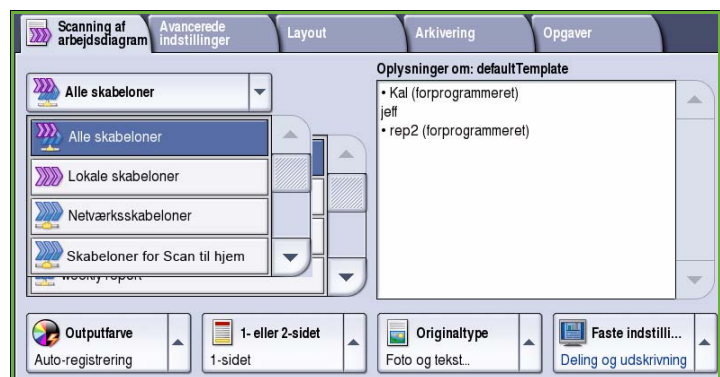 Scanning af
arbejdsdiagram
Avancerede
indstillinger
Layout
Arkivering
Opgaver
Alle skabeloner
Alle skabeloner
Lokale skabeloner
Netværksskabeloner
Skabeloner for Scan til hjem
weekly report
Oplysninger om: defaultTemplate
• Kal (forprogrammeret)
jeff
• rep2 (forprogrammeret)
Outputfarve
Auto-registrering
1- eller 2-sidet
1-sidet
Originaltype
Foto og tekst...
Faste indstilli...
Deling og udskrivning